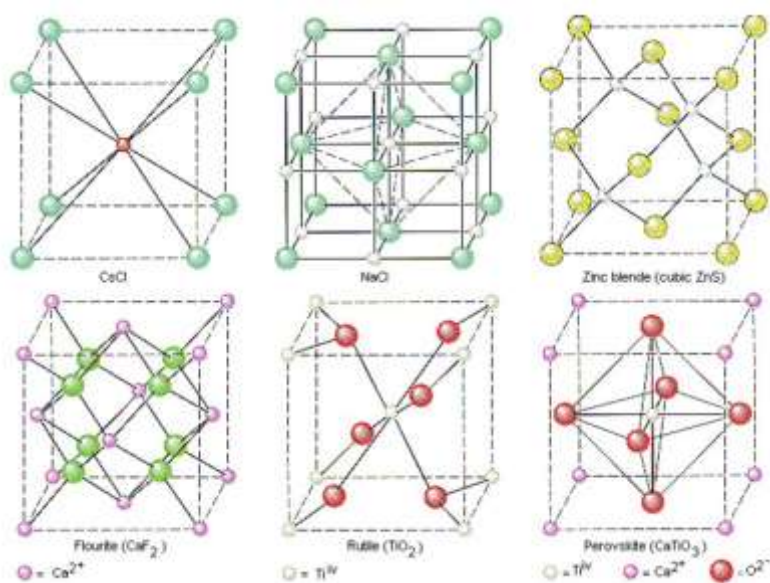 CsCl
NaCl
Zinc blende (cubic ZnS)
Flourite (CaF2)
Rutile (TiO2)
Perovskite (CaTiO3)
= Ca2+
= TiIV
= TiIV
= Ca2+
- O2-